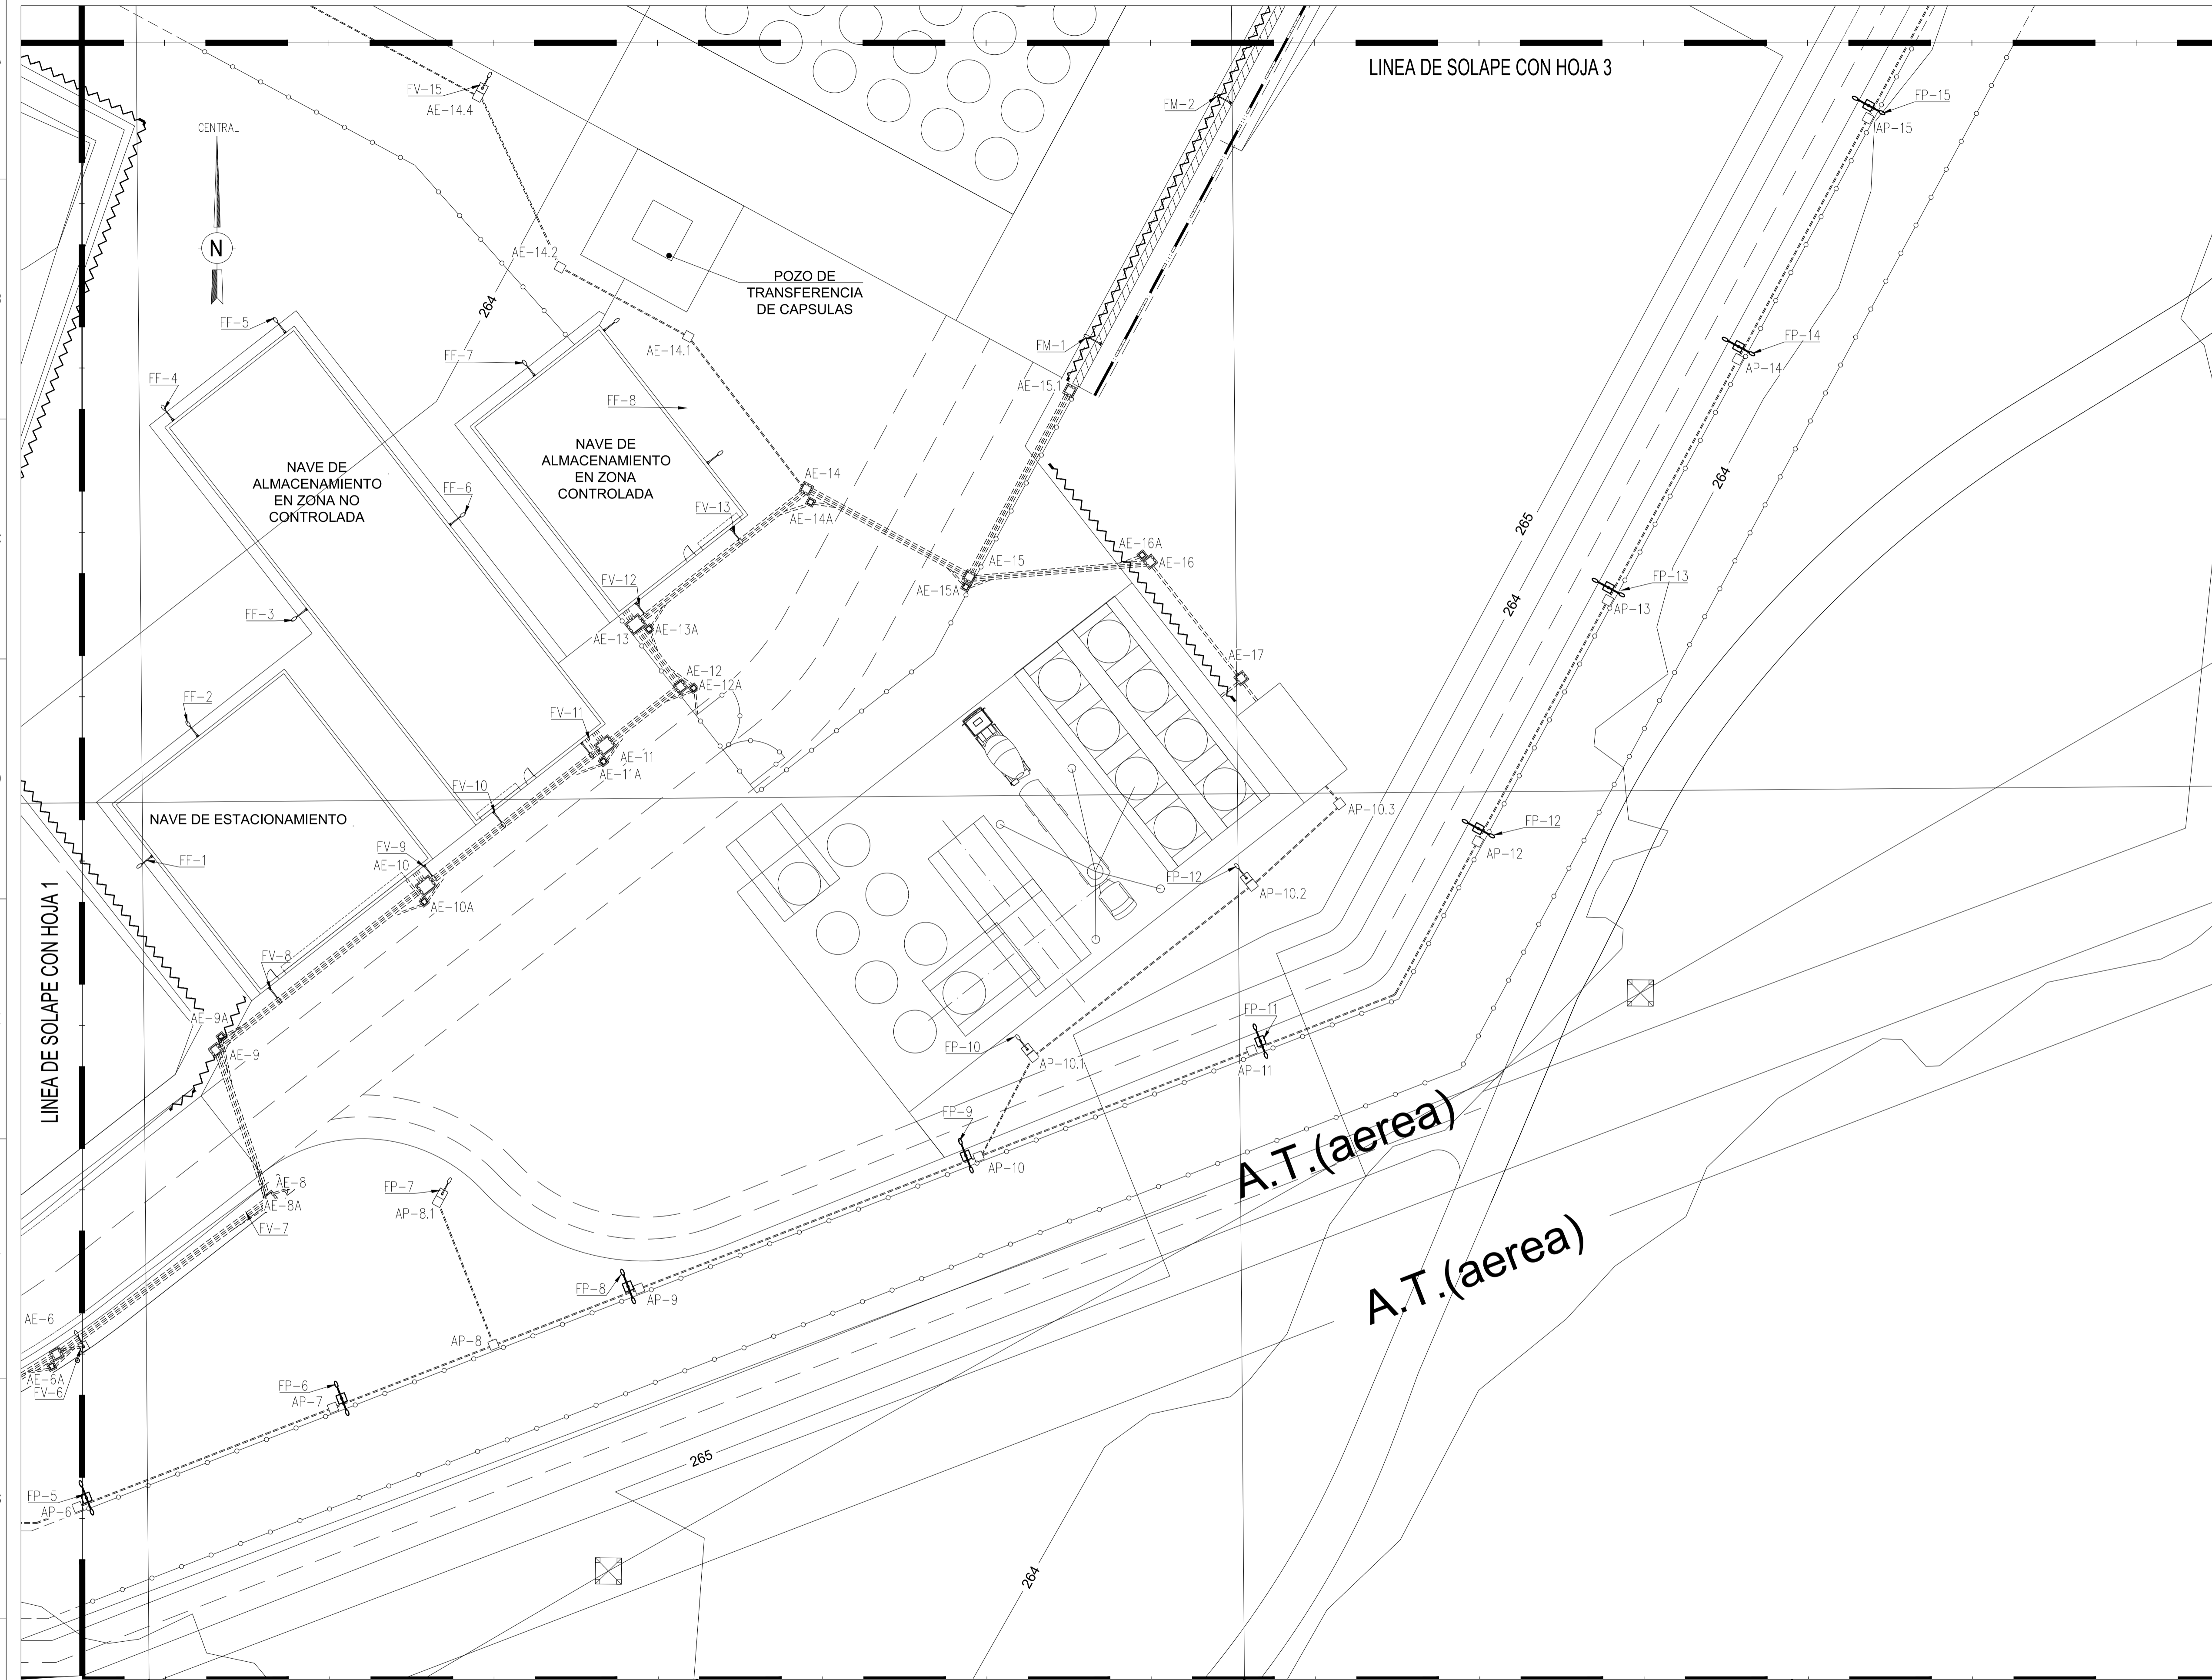 LINEA DE SOLAPE CON HOJA 3
FV-15
AE-14.4
FM-2
FP-15
AP-15
CENTRAL
N
AE-14.2
POZO DE
TRANSFERENCIA
DE CAPSULAS
264
FF-5
FF-7
AE-14.1
FM-1
FP-14
AP-14
FF-4
FF-8
AE-15.1
NAVE DE
ALMACENAMIENTO
EN ZONA NO
CONTROLADA
NAVE DE
ALMACENAMIENTO
EN ZONA
CONTROLADA
FF-6
AE-14
AE-14A
FV-13
264
265
AE-16A
AE-16
AE-15
AE-15A
FV-12
FP-13
AP-13
264
FF-3
AE-13
AE-13A
AE-12
AE-12A
AE-17
FF-2
FV-11
AE-11
AE-11A
FV-10
AP-10.3
NAVE DE ESTACIONAMIENTO
FP-12
AP-12
FF-1
FV-9
AE-10
AE-10A
FP-12
AP-10.2
LINEA DE SOLAPE CON HOJA 1
FV-8
AE-9A
AE-9
FP-11
AP-11
FP-10
AP-10.1
FP-9
AP-10
A.T.(aerea)
AE-8
AE-8A
FV-7
FP-7
AP-8.1
A.T.(aerea)
FP-8
AP-9
AE-6
AP-8
AE-6A
FV-6
FP-6
AP-7
265
FP-5
AP-6
264